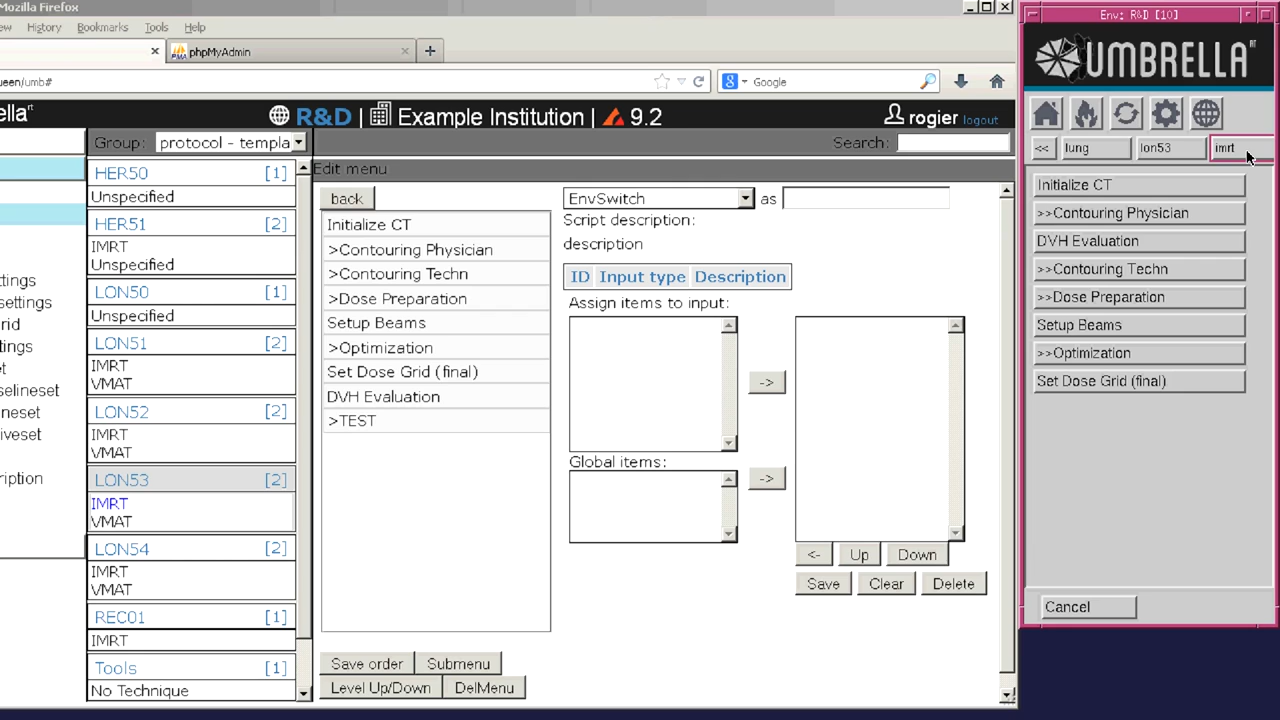 Mozilla Firefox
ew History Bookmarks Tools Help
phpMyAdmin
ueen/umb#
Google
lla rt
R&D | Example Institution | 9.2
rogier logout
Group: protocol - templa
Search:
Edit menu
HER50 [1]
Unspecified
HER51 [2]
IMRT
Unspecified
LON50 [1]
Unspecified
LON51 [2]
IMRT
VMAT
LON52 [2]
IMRT
VMAT
LON53 [2]
IMRT
VMAT
LON54 [2]
IMRT
VMAT
REC01 [1]
IMRT
Tools [1]
No Technique
ttings
settings
rid
tings
et
selineset
neset
iveset
ription
back
Initialize CT
>Contouring Physician
>Contouring Techn
>Dose Preparation
Setup Beams
>Optimization
Set Dose Grid (final)
DVH Evaluation
>TEST
Save order Submenu
Level Up/Down DelMenu
EnvSwitch as
Script description:
description
ID Input type Description
Assign items to input:
->
Global items:
->
<- Up Down
Save Clear Delete
Env: R&D [10]
UMBRELLA RT
<< lung lon53 imrt
Initialize CT
>>Contouring Physician
DVH Evaluation
>>Contouring Techn
>>Dose Preparation
Setup Beams
>>Optimization
Set Dose Grid (final)
Cancel